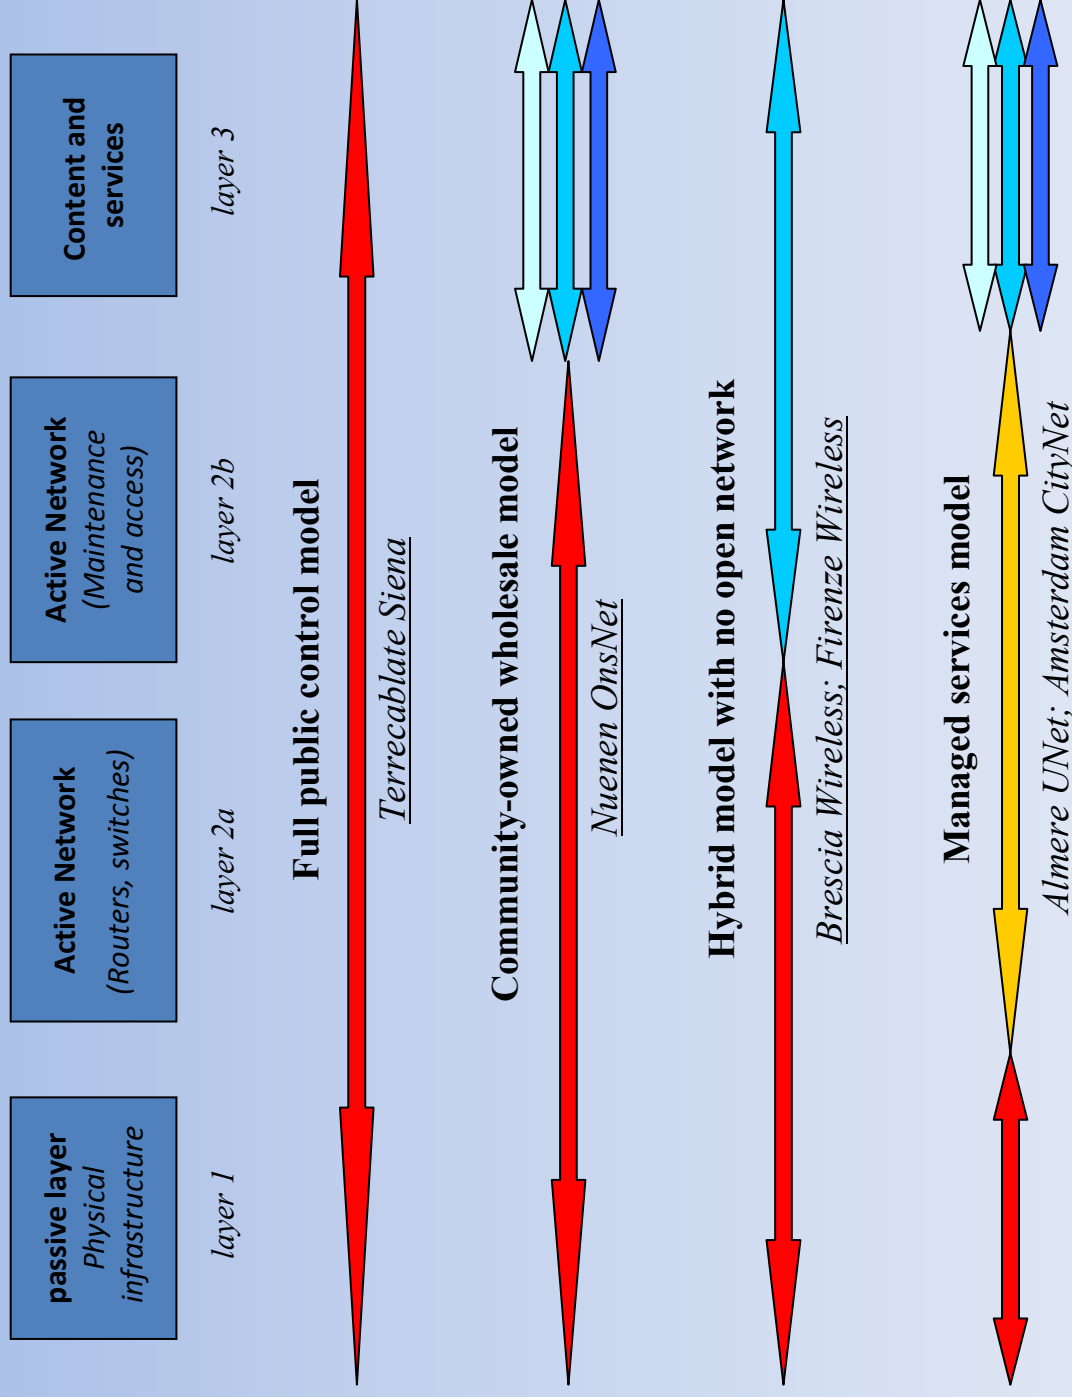 passive layer
Physical
infrastructure
Active Network
(Routers, switches)
Active Network
(Maintenance
and access)
Content and
services
layer 1
layer 2a
layer 2b
layer 3
Full public control model
Terrecablate Siena
Community-owned wholesale model
Nuenen OnsNet
Hybrid model with no open network
Brescia Wireless; Firenze Wireless
Managed services model
Almere UNet; Amsterdam CityNet